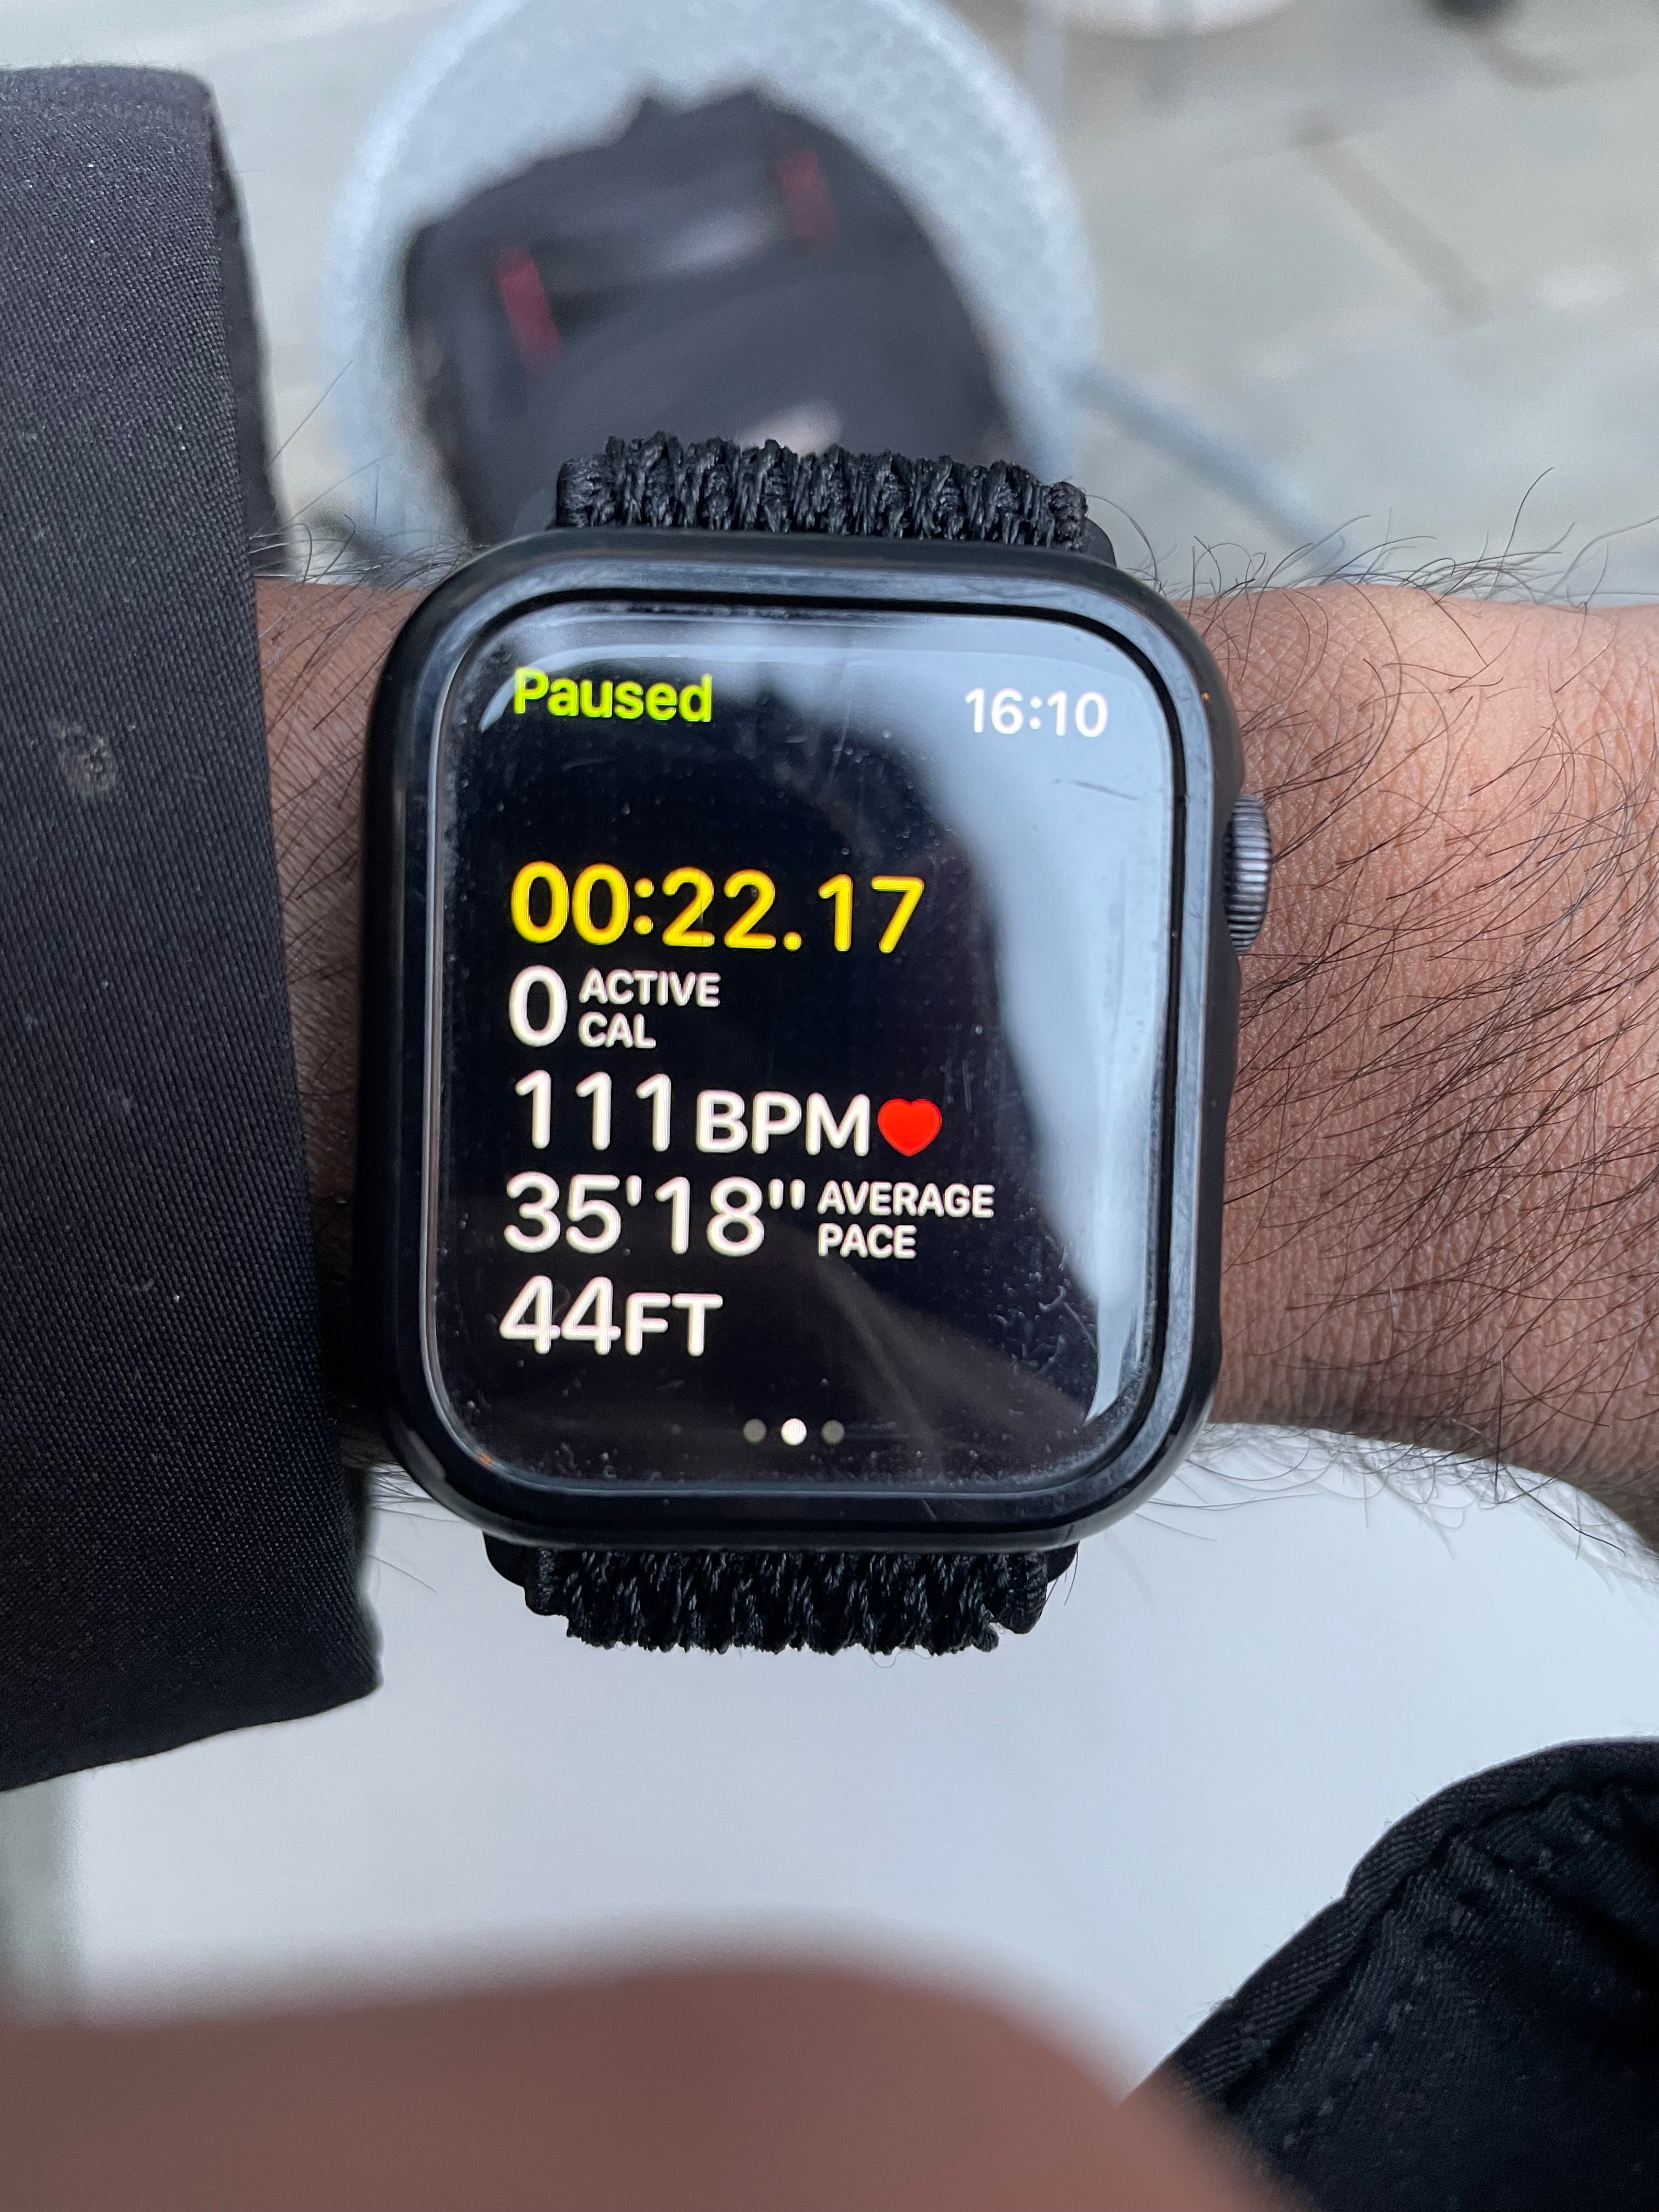 Paused 16:10
00:22.17
0 ACTIVE
CAL
111 BPM
35'18" AVERAGE
PACE
44FT